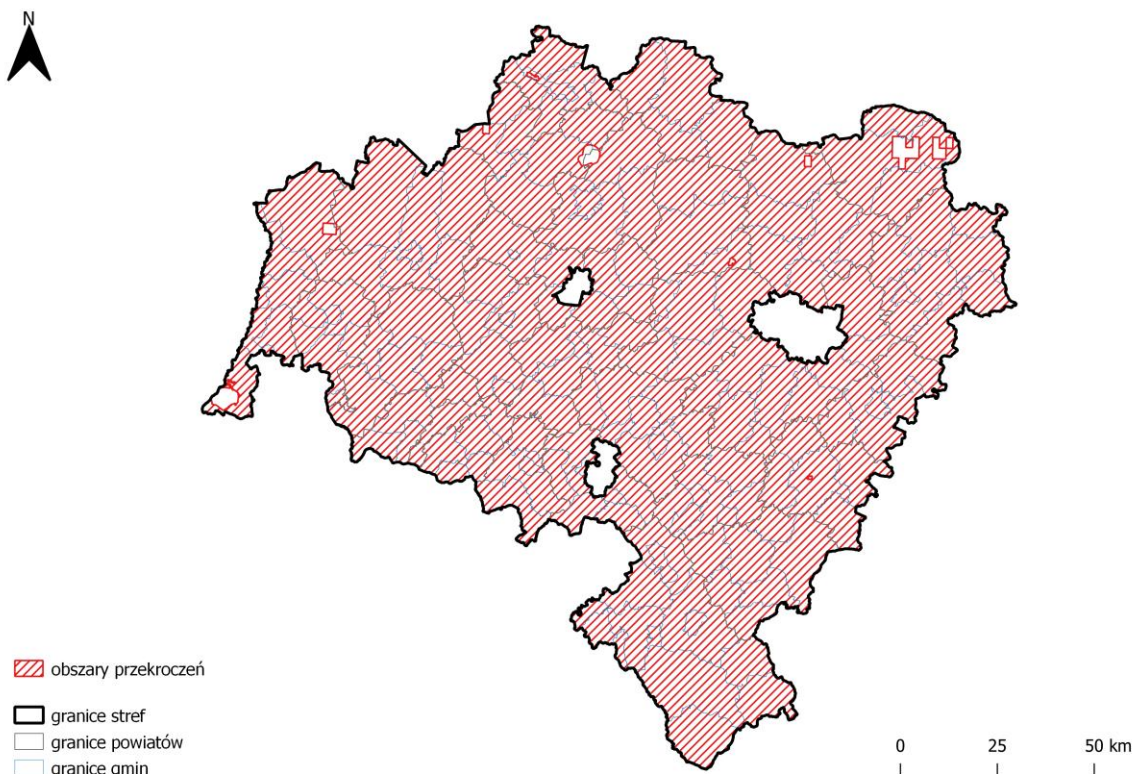 N
obszary przekroczeń
granice stref
granice powiatów
granice gmin
0 25 50 km